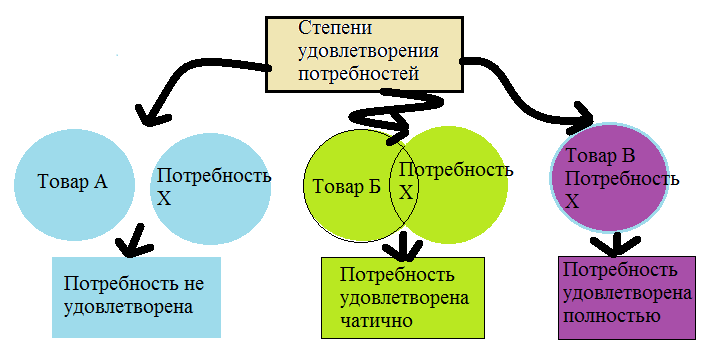 Степени
удовлетворения
потребностей
Товар А
Потребность
Х
Товар Б
Потребность
Х
Товар В
Потребность
Х
Потребность не
удовлетворена
Потребность
удовлетворена
чатично
Потребность
удовлетворена
полностью